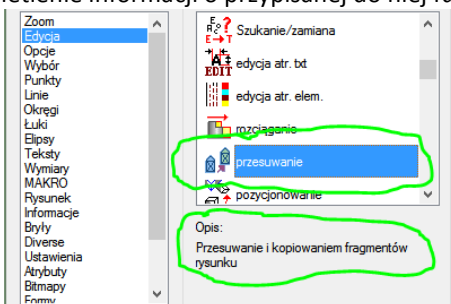 Zoom
Edycja
Opcje
Wybór
Punkty
Linie
Okręgi
Łuki
Elipsy
Teksty
Wymiary
MAKRO
Rysunek
Informacje
Bryły
Diverse
Ustawienia
Atrybuty
Bitmapy
Szukanie/zamiana
EDIT edycja atr. txt
edycja atr. elem.
rozciąganie
przesuwanie
pozycjonowanie
Opis:
Przesuwanie i kopiowaniem fragmentów
rysunku